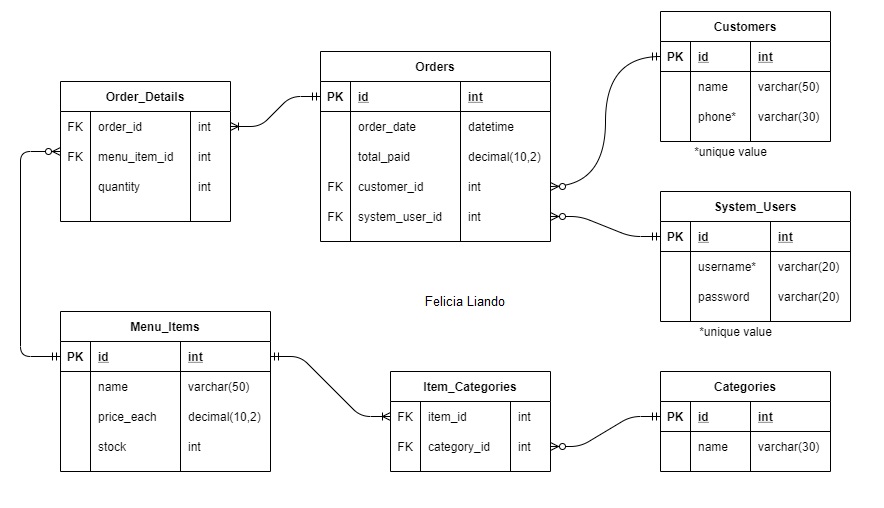 Customers
PK id int
name varchar(50)
phone* varchar(30)
*unique value
Orders
PK id int
order_date datetime
total_paid decimal(10,2)
FK customer_id int
FK system_user_id int
Order_Details
FK order_id int
FK menu_item_id int
quantity int
System_Users
PK id int
username* varchar(20)
password varchar(20)
*unique value
Felicia Liando
Menu_Items
PK id int
name varchar(50)
price_each decimal(10,2)
stock int
Item_Categories
FK item_id int
FK category_id int
Categories
PK id int
name varchar(30)